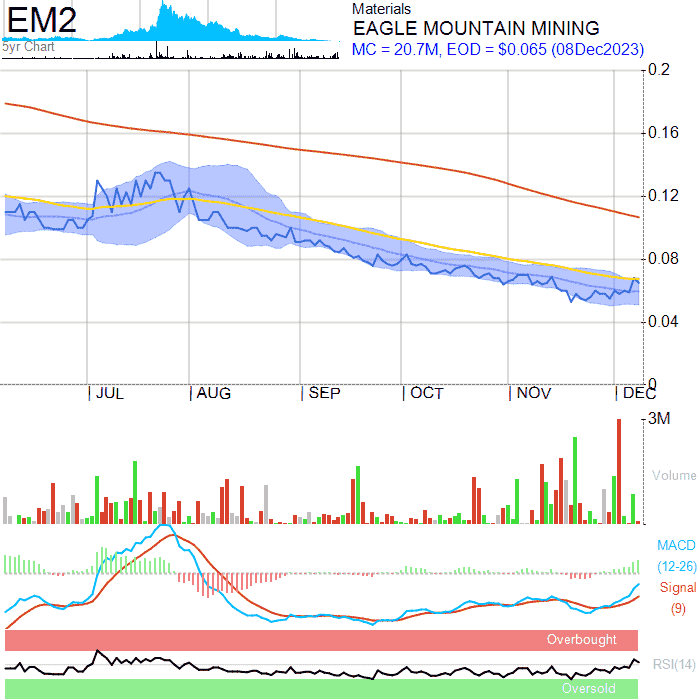 EM2
5yr Chart
Materials
EAGLE MOUNTAIN MINING
MC = 20.7M, EOD = $0.065 (08Dec2023)
0.2
0.16
0.12
0.08
0.04
0
JUL AUG SEP OCT NOV DEC
3M
Volume
MACD
(12-26)
Signal
(9)
Overbought
RSI(14)
Oversold